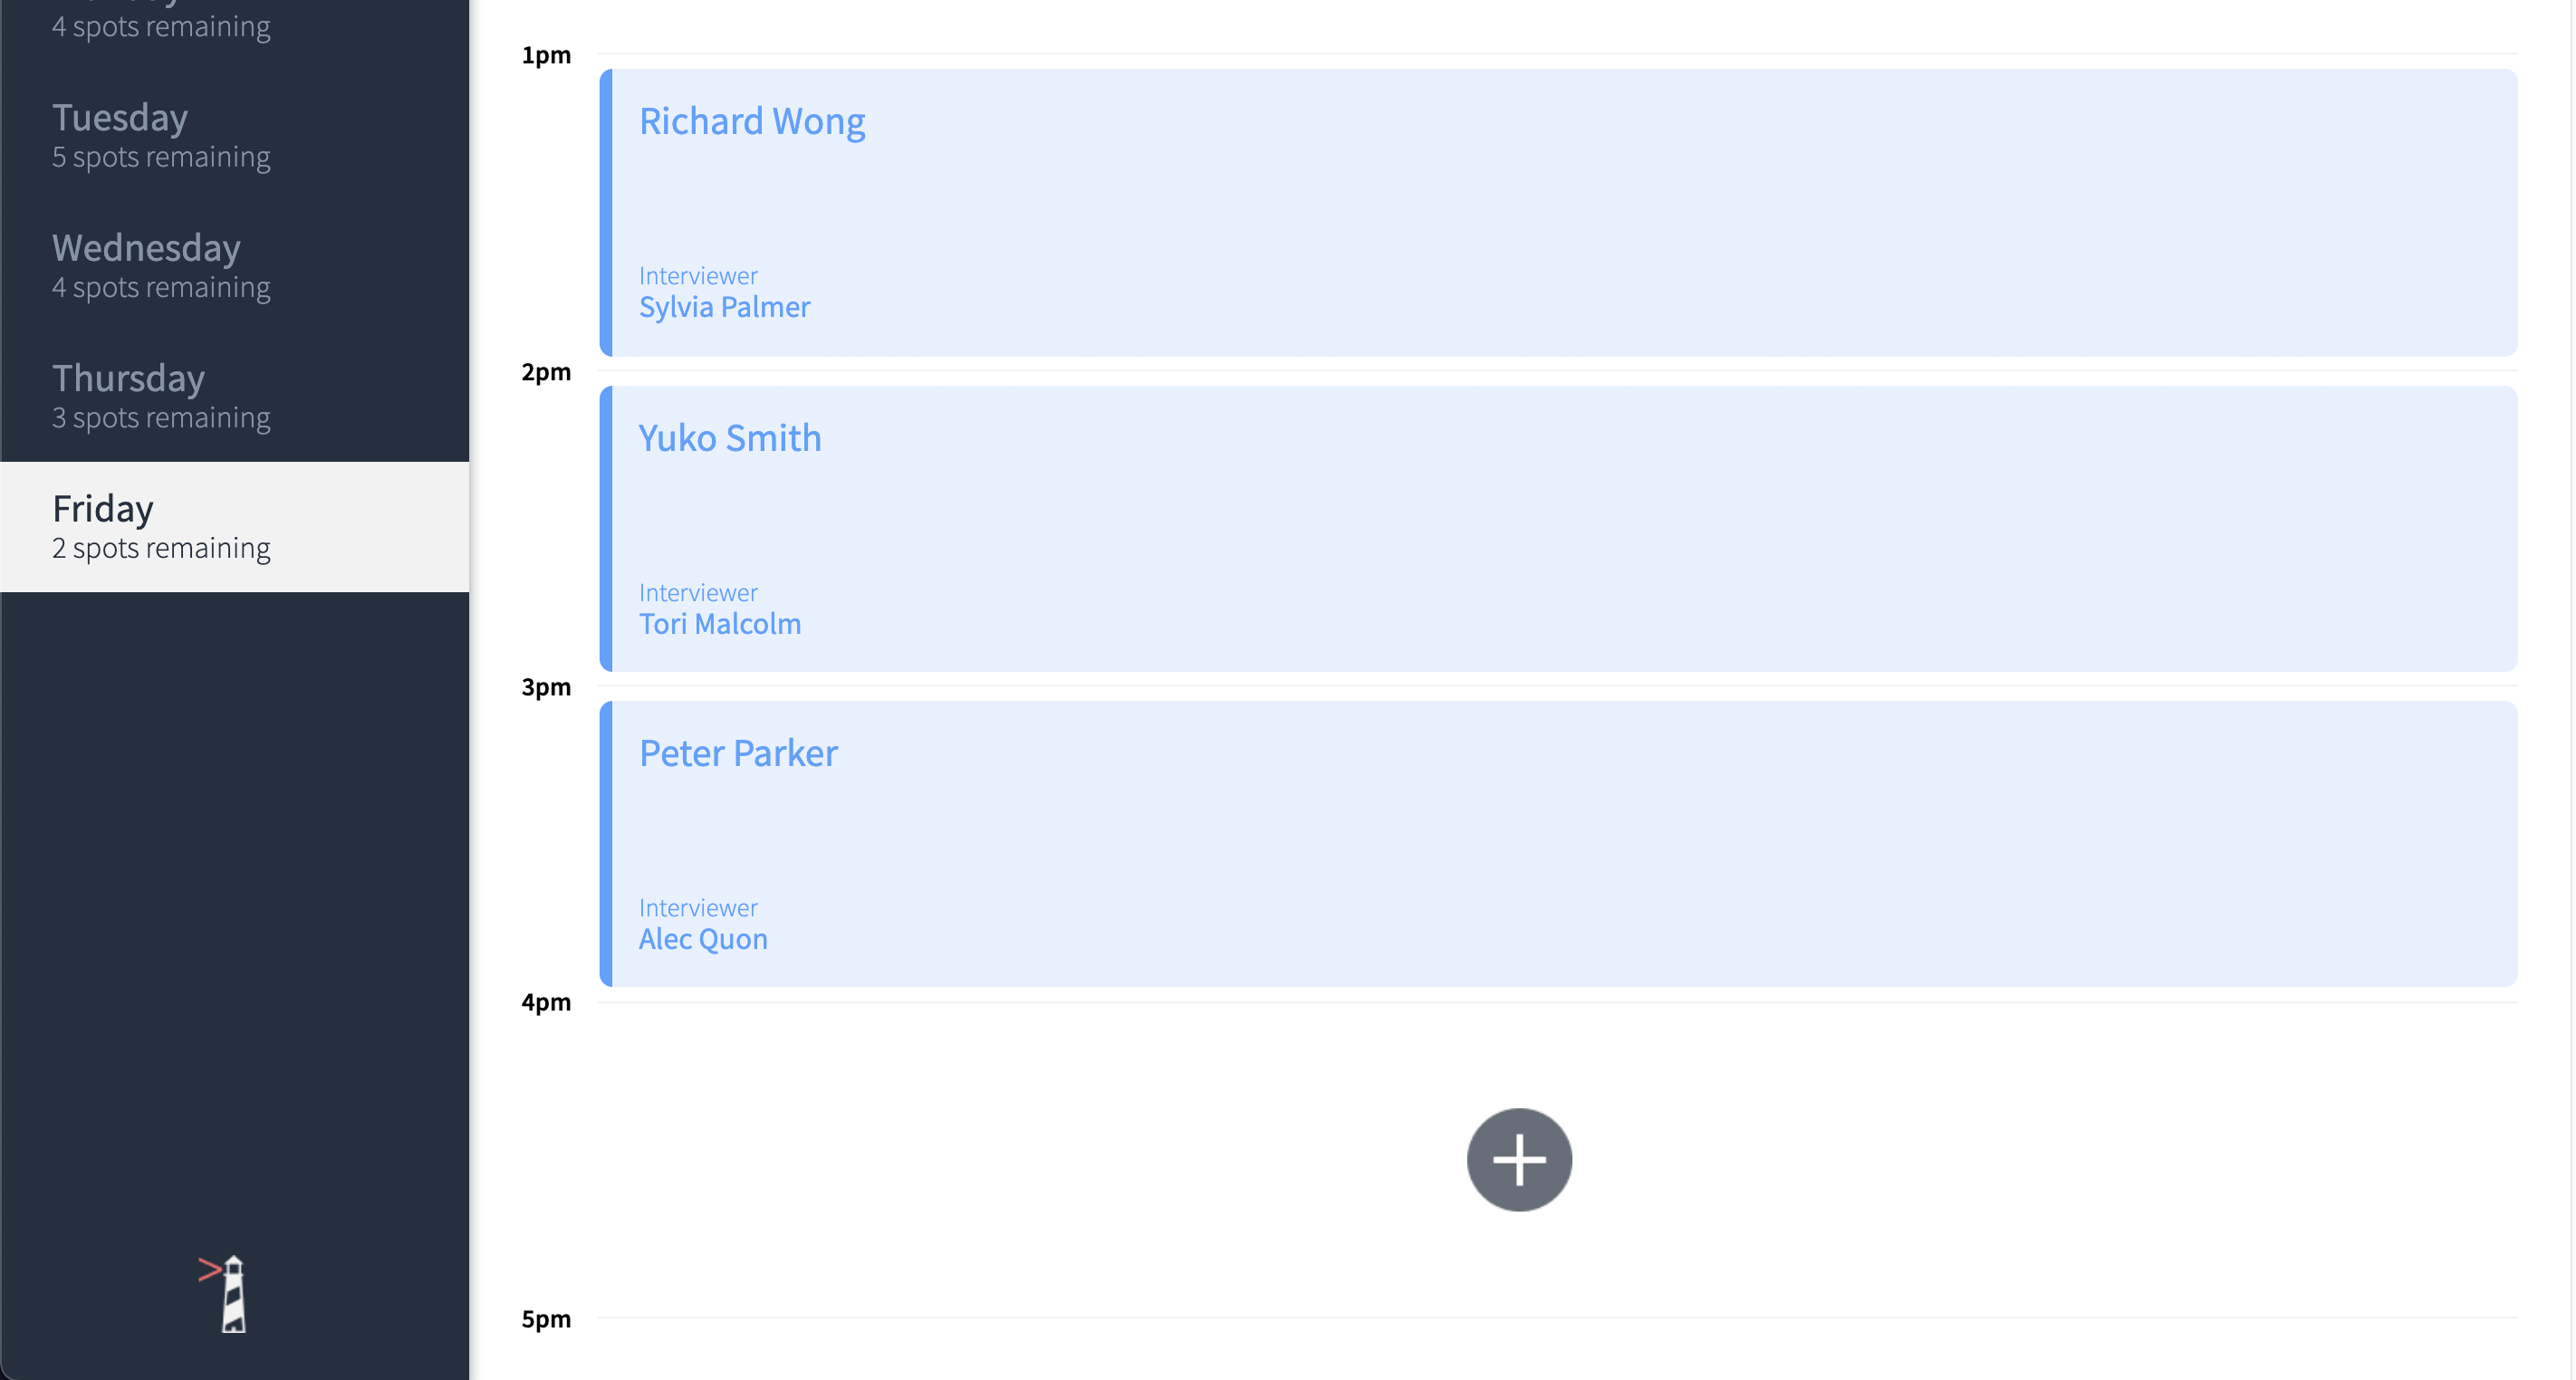 4 spots remaining
Tuesday
5 spots remaining
Wednesday
4 spots remaining
Thursday
3 spots remaining
Friday
2 spots remaining
1pm
Richard Wong
Interviewer
Sylvia Palmer
2pm
Yuko Smith
Interviewer
Tori Malcolm
3pm
Peter Parker
Interviewer
Alec Quon
4pm
5pm